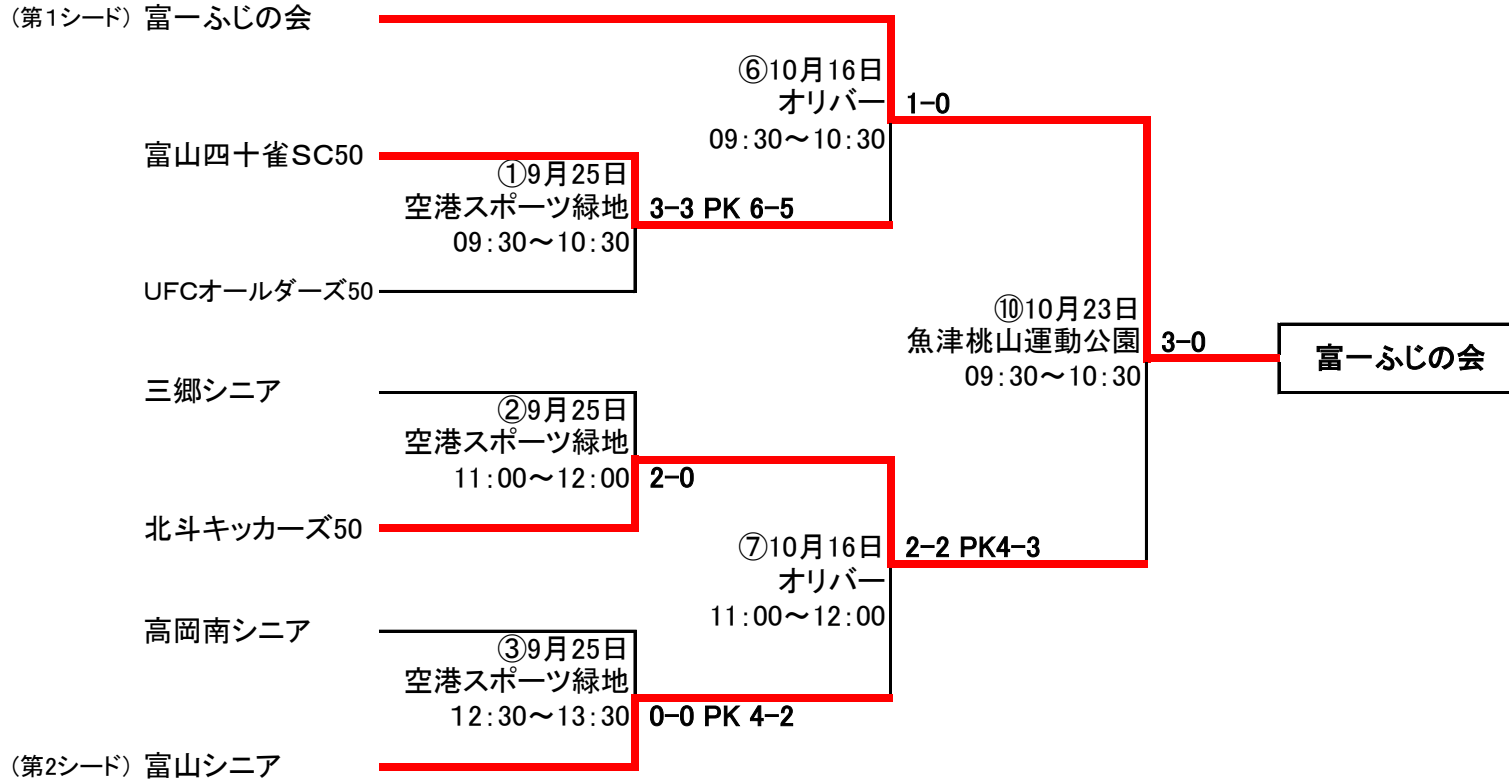 （第1シード） 富一ふじの会
⑥10月16日
オリバー
1-0
09：30～10：30
富山四十雀SC50
①9月25日
空港スポーツ緑地
3-3 PK 6-5
09：30～10：30
UFCオールダーズ50
⑩10月23日
魚津桃山運動公園
3-0
09：30～10：30
富一ふじの会
三郷シニア
②9月25日
空港スポーツ緑地
11：00～12：00
2-0
北斗キッカーズ50
⑦10月16日
2-2 PK4-3
オリバー
11：00～12：00
高岡南シニア
③9月25日
空港スポーツ緑地
12：30～13：30
0-0 PK 4-2
（第2シード） 富山シニア